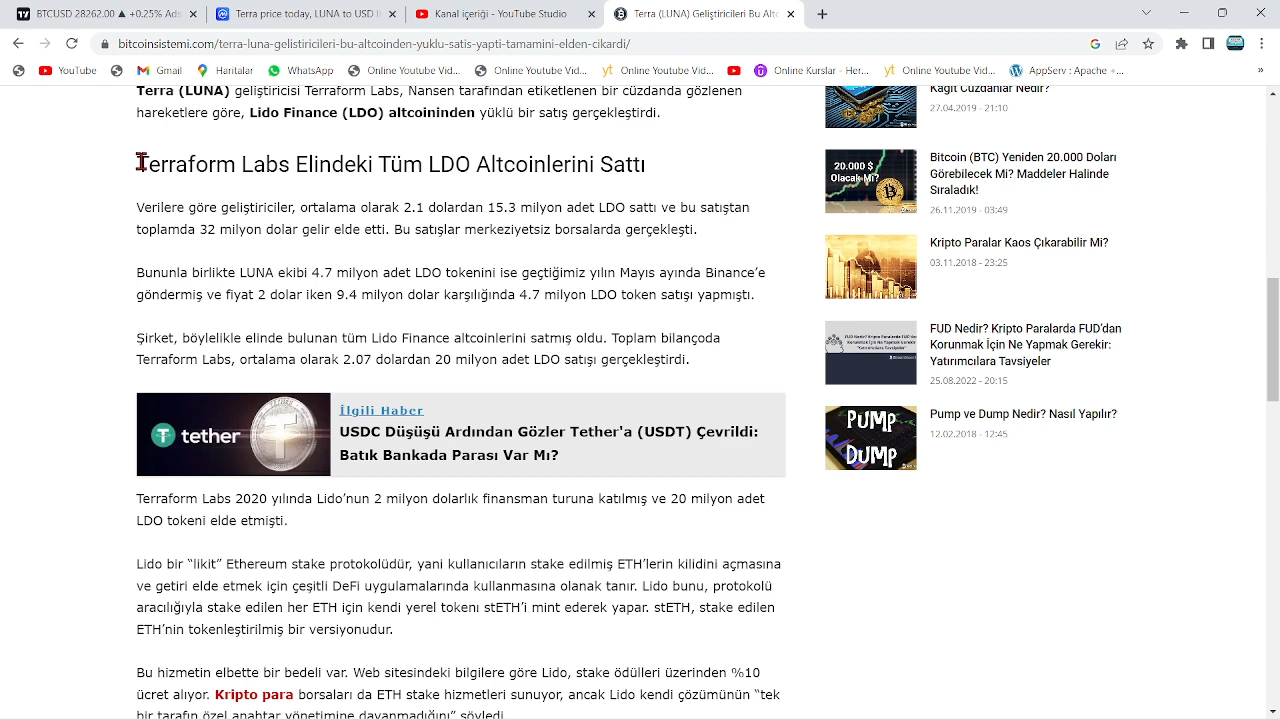 BTCUSD 28262.00 ▲ +0.25% Ads
Terra price today, LUNA to USD li
Kanal içeriği - YouTube Studio
Terra (LUNA) Geliştiricileri Bu Alt
bitcoinsistemi.com/terra-luna-gelistiricileri-bu-altcoinden-yuklu-satis-yapti-tamamini-elden-cikardi/
YouTube
Gmail
Haritalar
WhatsApp
Online Youtube Vid...
Online Youtube Vid...
Online Youtube Vid...
Online Kurslar - Her...
Online Youtube Vid...
AppServ : Apache +...
Terra (LUNA) geliştiricisi Terraform Labs, Nansen tarafından etiketlenen bir cüzdanda gözlenen
hareketlere göre, Lido Finance (LDO) altcoininden yüklü bir satış gerçekleştirdi.
Terraform Labs Elindeki Tüm LDO Altcoinlerini Sattı
Verilere göre geliştiriciler, ortalama olarak 2.1 dolardan 15.3 milyon adet LDO sattı ve bu satıştan
toplamda 32 milyon dolar gelir elde etti. Bu satışlar merkeziyetsiz borsalarda gerçekleşti.
Bununla birlikte LUNA ekibi 4.7 milyon adet LDO tokenini ise geçtiğimiz yılın Mayıs ayında Binance’e
göndermiş ve fiyat 2 dolar iken 9.4 milyon dolar karşılığında 4.7 milyon LDO token satışı yapmıştı.
Şirket, böylelikle elinde bulunan tüm Lido Finance altcoinlerini satmış oldu. Toplam bilançoda
Terraform Labs, ortalama olarak 2.07 dolardan 20 milyon adet LDO satışı gerçekleştirdi.
tether
İlgili Haber
USDC Düşüşü Ardından Gözler Tether'a (USDT) Çevrildi:
Batık Bankada Parası Var Mı?
Terraform Labs 2020 yılında Lido’nun 2 milyon dolarlık finansman turuna katılmış ve 20 milyon adet
LDO tokeni elde etmişti.
Lido bir “likit” Ethereum stake protokolüdür, yani kullanıcıların stake edilmiş ETH’lerin kilidini açmasına
ve getiri elde etmek için çeşitli DeFi uygulamalarında kullanmasına olanak tanır. Lido bunu, protokolü
aracılığıyla stake edilen her ETH için kendi yerel tokenı stETH’i mint ederek yapar. stETH, stake edilen
ETH’nin tokenleştirilmiş bir versiyonudur.
Bu hizmetin elbette bir bedeli var. Web sitesindeki bilgilere göre Lido, stake ödülleri üzerinden %10
ücret alıyor. Kripto para borsaları da ETH stake hizmetleri sunuyor, ancak Lido kendi çözümünün “tek
bir tarafın özel anahtar yönetimine dayanmadığını” söyledi.
Kağıt Cüzdanlar Nedir?
27.04.2019 - 21:10
20.000 $
Olacak Mı?
Bitcoin (BTC) Yeniden 20.000 Doları
Görebilecek Mi? Maddeler Halinde
Sıraladık!
26.11.2019 - 03:49
Kripto Paralar Kaos Çıkarabilir Mi?
03.11.2018 - 23:25
FUD Nedir? Kripto Paralarda FUD’dan
Korunmak İçin Ne Yapmak Gerekir:
Yatırımcılara Tavsiyeler
25.08.2022 - 20:15
PUMP
DUMP
Pump ve Dump Nedir? Nasıl Yapılır?
12.02.2018 - 12:45